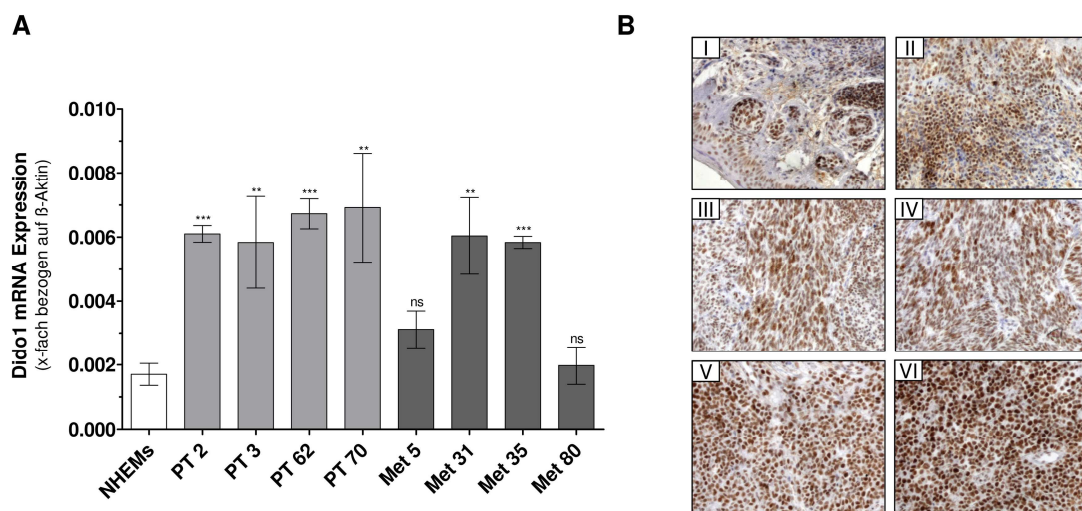 A
B
Dido1 mRNA Expression
(x-fach bezogen auf ß-Aktin)
0.010
0.008
0.006
0.004
0.002
0.000
***
**
***
**
ns
**
***
ns
NHEMs
PT 2
PT 3
PT 62
PT 70
Met 5
Met 31
Met 35
Met 80
I
II
III
IV
V
VI